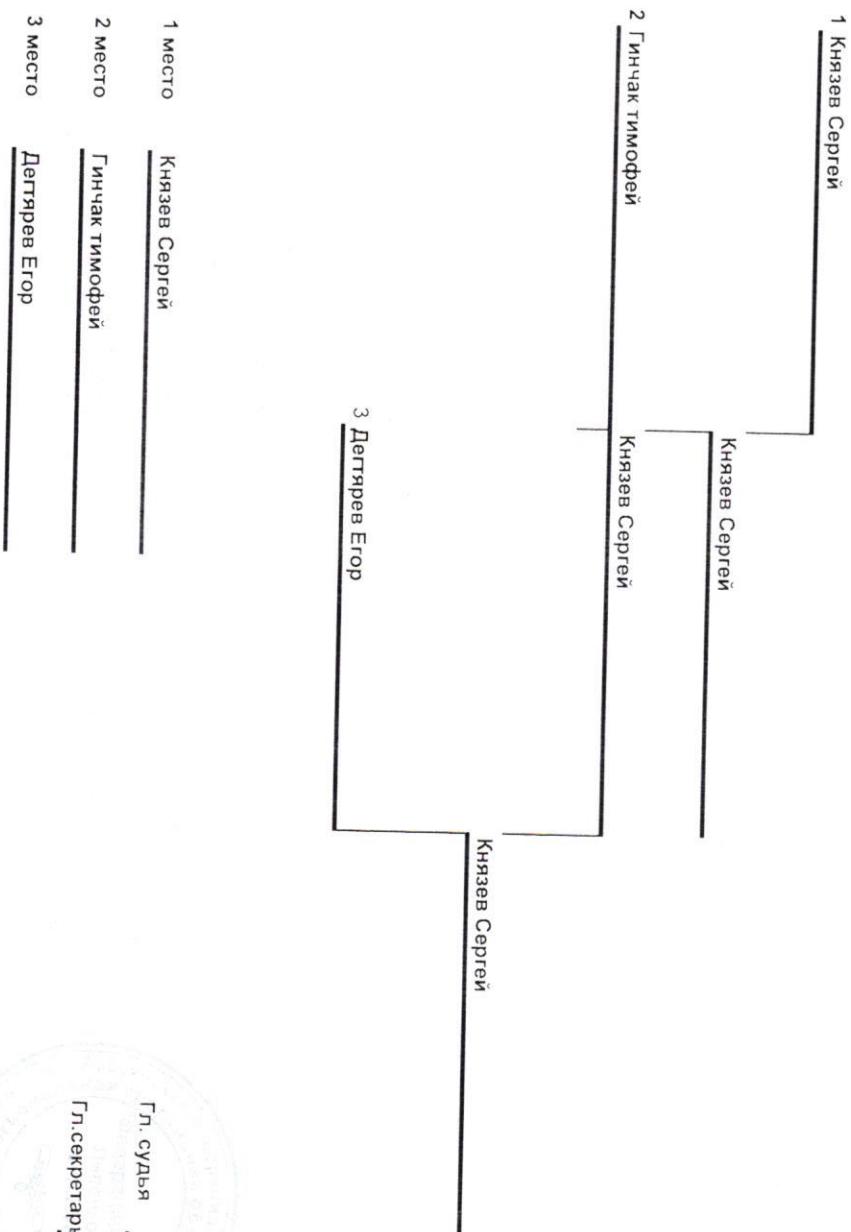 1 Князев Сергей
Князев Сергей
2 Гинчак тимофей
Князев Сергей
Князев Сергей
3 Дегтярев Егор
1 место Князев Сергей
2 место Гинчак тимофей
3 место Дегтярев Егор
Гл. судья
Гл.секретарь